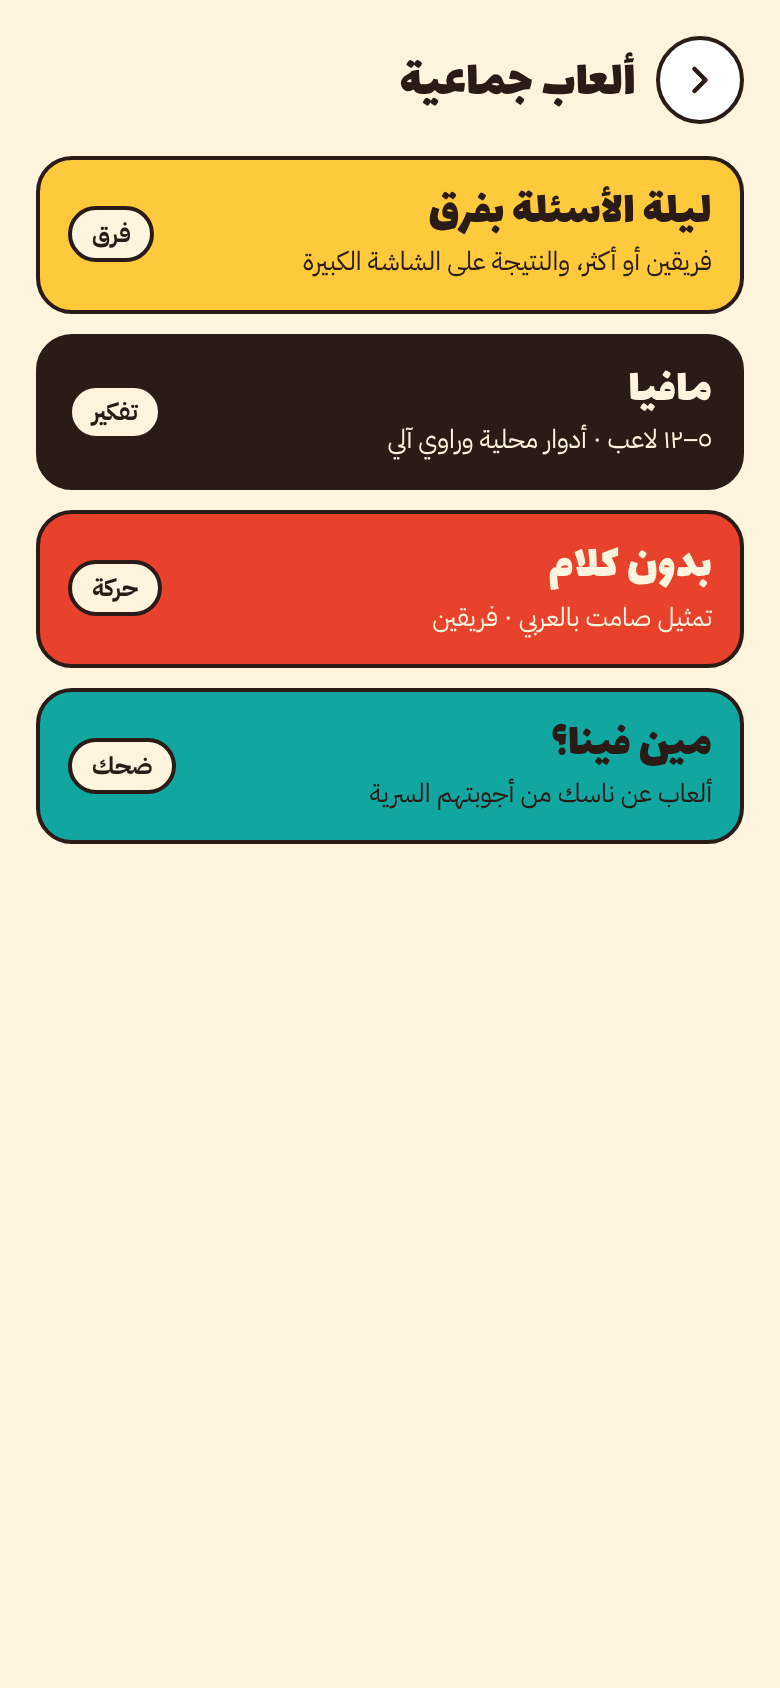 ألعاب جماعية
ليلة الأسئلة بفرق
فريقين أو أكثر، والنتيجة على الشاشة الكبيرة
فرق
مافيا
٥–١٢ لاعب · أدوار محلية وراوي آلي
تفكير
بدون كلام
تمثيل صامت بالعربي · فريقين
حركة
مين فينا؟
ألعاب عن ناسك من أجوبتهم السرية
ضحك